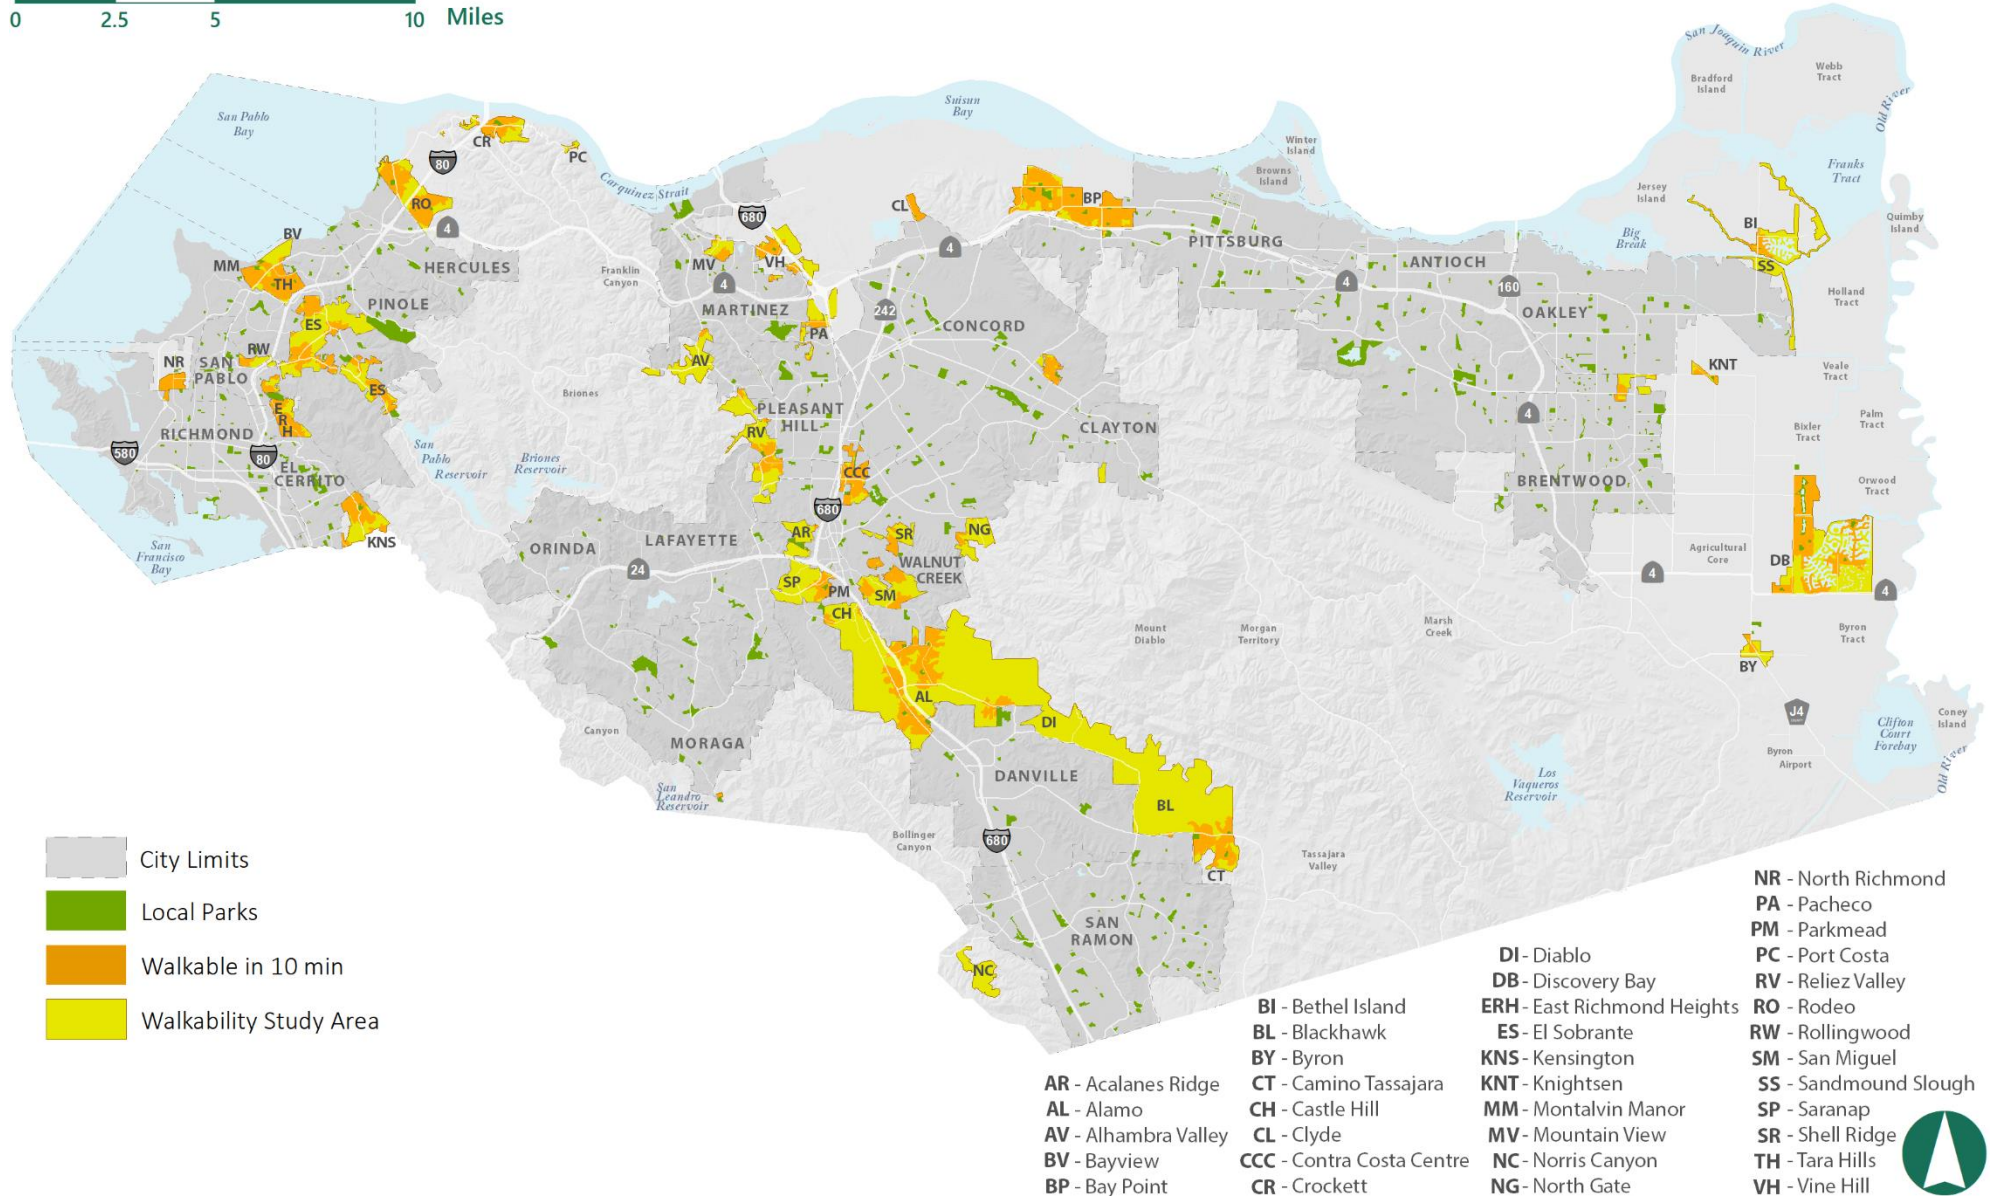 0 2.5 5 10 Miles
San Joaquin River
Webb
Tract
Bradford
Island
Old River
San Pablo
Bay
Suisun
Bay
Winter
Island
Browns
Island
Franks
Tract
Jersey
Island
Quimby
Island
Big
Break
Holland
Tract
Veale
Tract
Palm
Tract
Bixler
Tract
Orwood
Tract
Agricultural
Core
Byron
Tract
Coney
Island
Clifton
Court
Forebay
Old River
Byron
Airport
J4
CR
PC
80
Carquinez Strait
RO
4
680
CL
4
BP
BI
SS
BV
MM
TH
HERCULES
Franklin
Canyon
MV
4
VH
PITTSBURG
ANTIOCH
4
160
OAKLEY
PINOLE
ES
MARTINEZ
PA
242
CONCORD
NR
SAN
PABLO
RW
ES
AV
KNT
Briones
E
R
H
RICHMOND
580
80
EL
CERRITO
KNS
San
Pablo
Reservoir
Briones
Reservoir
San
Francisco
Bay
PLEASANT
HILL
RV
CCC
CLAYTON
4
BRENTWOOD
680
ORINDA
LAFAYETTE
24
AR
SR
NG
WALNUT
CREEK
SP
PM
SM
CH
DB
4
4
BY
Mount
Diablo
Morgan
Territory
Marsh
Creek
AL
DI
Canyon
MORAGA
San
Leandro
Reservoir
DANVILLE
BL
Los
Vaqueros
Reservoir
Bollinger
Canyon
680
CT
Tassajara
Valley
SAN
RAMON
NC
City Limits
Local Parks
Walkable in 10 min
Walkability Study Area
AR - Acalanes Ridge
AL - Alamo
AV - Alhambra Valley
BV - Bayview
BP - Bay Point
BI - Bethel Island
BL - Blackhawk
BY - Byron
CT - Camino Tassajara
CH - Castle Hill
CL - Clyde
CCC - Contra Costa Centre
CR - Crockett
DI - Diablo
DB - Discovery Bay
ERH - East Richmond Heights
ES - El Sobrante
KNS - Kensington
KNT - Knightsen
MM - Montalvin Manor
MV - Mountain View
NC - Norris Canyon
NG - North Gate
NR - North Richmond
PA - Pacheco
PM - Parkmead
PC - Port Costa
RV - Reliez Valley
RO - Rodeo
RW - Rollingwood
SM - San Miguel
SS - Sandmound Slough
SP - Saranap
SR - Shell Ridge
TH - Tara Hills
VH - Vine Hill